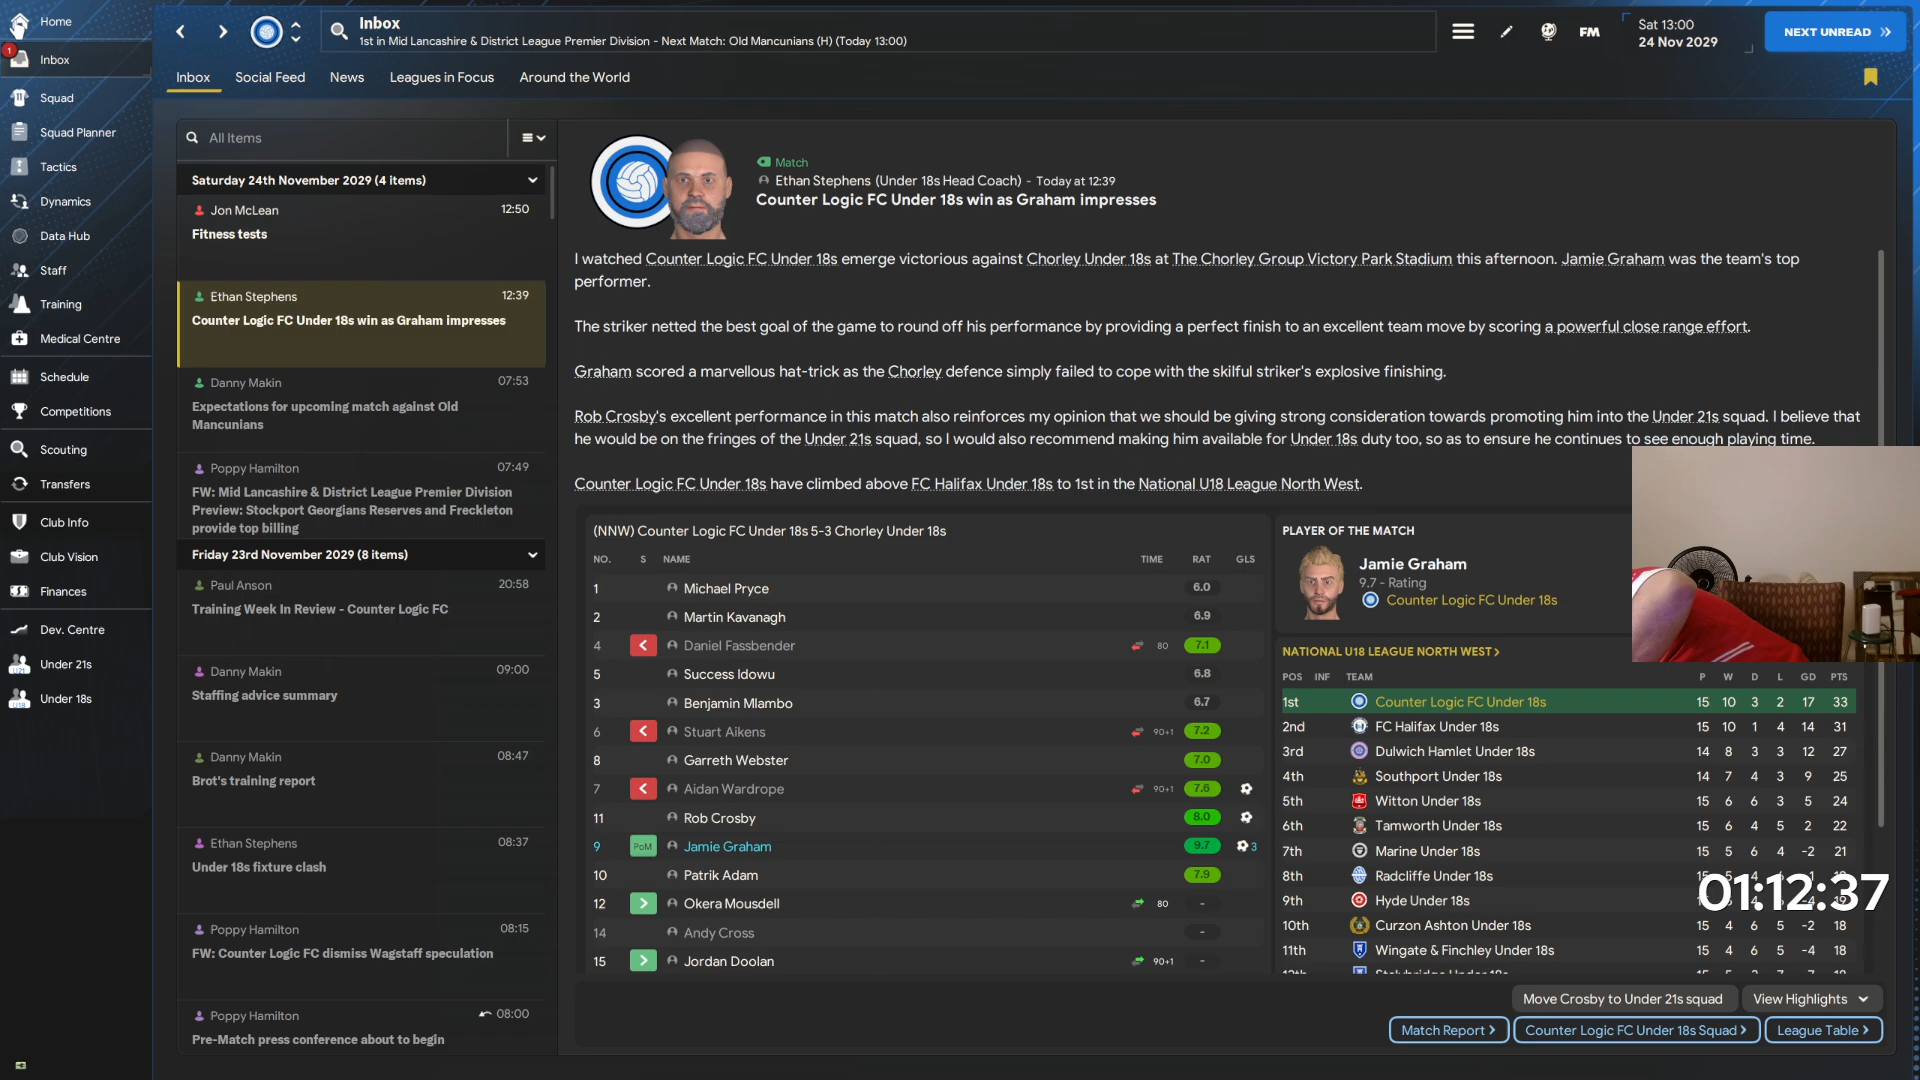 Home
1
Inbox
Squad
Squad Planner
Tactics
Dynamics
Data Hub
Staff
Training
Medical Centre
Schedule
Competitions
Scouting
Transfers
Club Info
Club Vision
Finances
Dev. Centre
Under 21s
Under 18s
Inbox
1st in Mid Lancashire & District League Premier Division - Next Match: Old Mancunians (H) (Today 13:00)
FM
Sat 13:00
24 Nov 2029
NEXT UNREAD
Inbox Social Feed News Leagues in Focus Around the World
All Items
Saturday 24th November 2029 (4 items)
Jon McLean 12:50
Fitness tests
Ethan Stephens 12:39
Counter Logic FC Under 18s win as Graham impresses
Danny Makin 07:53
Expectations for upcoming match against Old
Mancunians
Poppy Hamilton 07:49
FW: Mid Lancashire & District League Premier Division
Preview: Stockport Georgians Reserves and Freckleton
provide top billing
Friday 23rd November 2029 (8 items)
Paul Anson 20:58
Training Week In Review - Counter Logic FC
Danny Makin 09:00
Staffing advice summary
Danny Makin 08:47
Brot's training report
Ethan Stephens 08:37
Under 18s fixture clash
Poppy Hamilton 08:15
FW: Counter Logic FC dismiss Wagstaff speculation
Poppy Hamilton 08:00
Pre-Match press conference about to begin
Match
Ethan Stephens (Under 18s Head Coach) - Today at 12:39
Counter Logic FC Under 18s win as Graham impresses
I watched Counter Logic FC Under 18s emerge victorious against Chorley Under 18s at The Chorley Group Victory Park Stadium this afternoon. Jamie Graham was the team's top
performer.
The striker netted the best goal of the game to round off his performance by providing a perfect finish to an excellent team move by scoring a powerful close range effort.
Graham scored a marvellous hat-trick as the Chorley defence simply failed to cope with the skilful striker's explosive finishing.
Rob Crosby's excellent performance in this match also reinforces my opinion that we should be giving strong consideration towards promoting him into the Under 21s squad. I believe that
he would be on the fringes of the Under 21s squad, so I would also recommend making him available for Under 18s duty too, so as to ensure he continues to see enough playing time.
Counter Logic FC Under 18s have climbed above FC Halifax Under 18s to 1st in the National U18 League North West.
(NNW) Counter Logic FC Under 18s 5-3 Chorley Under 18s
NO. S NAME TIME RAT GLS
1 Michael Pryce 6.0
2 Martin Kavanagh 6.9
4 Daniel Fassbender 80 7.1
5 Success Idowu 6.8
3 Benjamin Mlambo 6.7
6 Stuart Aikens 90+1 7.2
8 Garreth Webster 7.0
7 Aidan Wardrope 90+1 7.6
11 Rob Crosby 8.0
9 PoM Jamie Graham 9.7 3
10 Patrik Adam 7.9
12 Okera Mousdell 80 -
14 Andy Cross -
15 Jordan Doolan 90+1 -
PLAYER OF THE MATCH
Jamie Graham
9.7 - Rating
Counter Logic FC Under 18s
NATIONAL U18 LEAGUE NORTH WEST >
POS INF TEAM P W D L GD PTS
1st Counter Logic FC Under 18s 15 10 3 2 17 33
2nd FC Halifax Under 18s 15 10 1 4 14 31
3rd Dulwich Hamlet Under 18s 14 8 3 3 12 27
4th Southport Under 18s 14 7 4 3 9 25
5th Witton Under 18s 15 6 6 3 5 24
6th Tamworth Under 18s 15 6 4 5 2 22
7th Marine Under 18s 15 5 6 4 -2 21
8th Radcliffe Under 18s
9th Hyde Under 18s
10th Curzon Ashton Under 18s 15 4 6 5 -2 18
11th Wingate & Finchley Under 18s 15 4 6 5 -4 18
01:12:37
Move Crosby to Under 21s squad View Highlights
Match Report > Counter Logic FC Under 18s Squad > League Table >